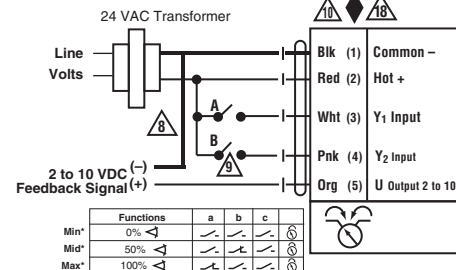 24 VAC Transformer
10 18
Line
Volts
Blk (1) Common –
Red (2) Hot +
A
Wht (3) Y1 Input
8
B
Pnk (4) Y2 Input
9
2 to 10 VDC (–)
Feedback Signal (+)
Org (5) U Output 2 to 10
Functions a b c
Min* 0%
Mid* 50%
Max* 100%